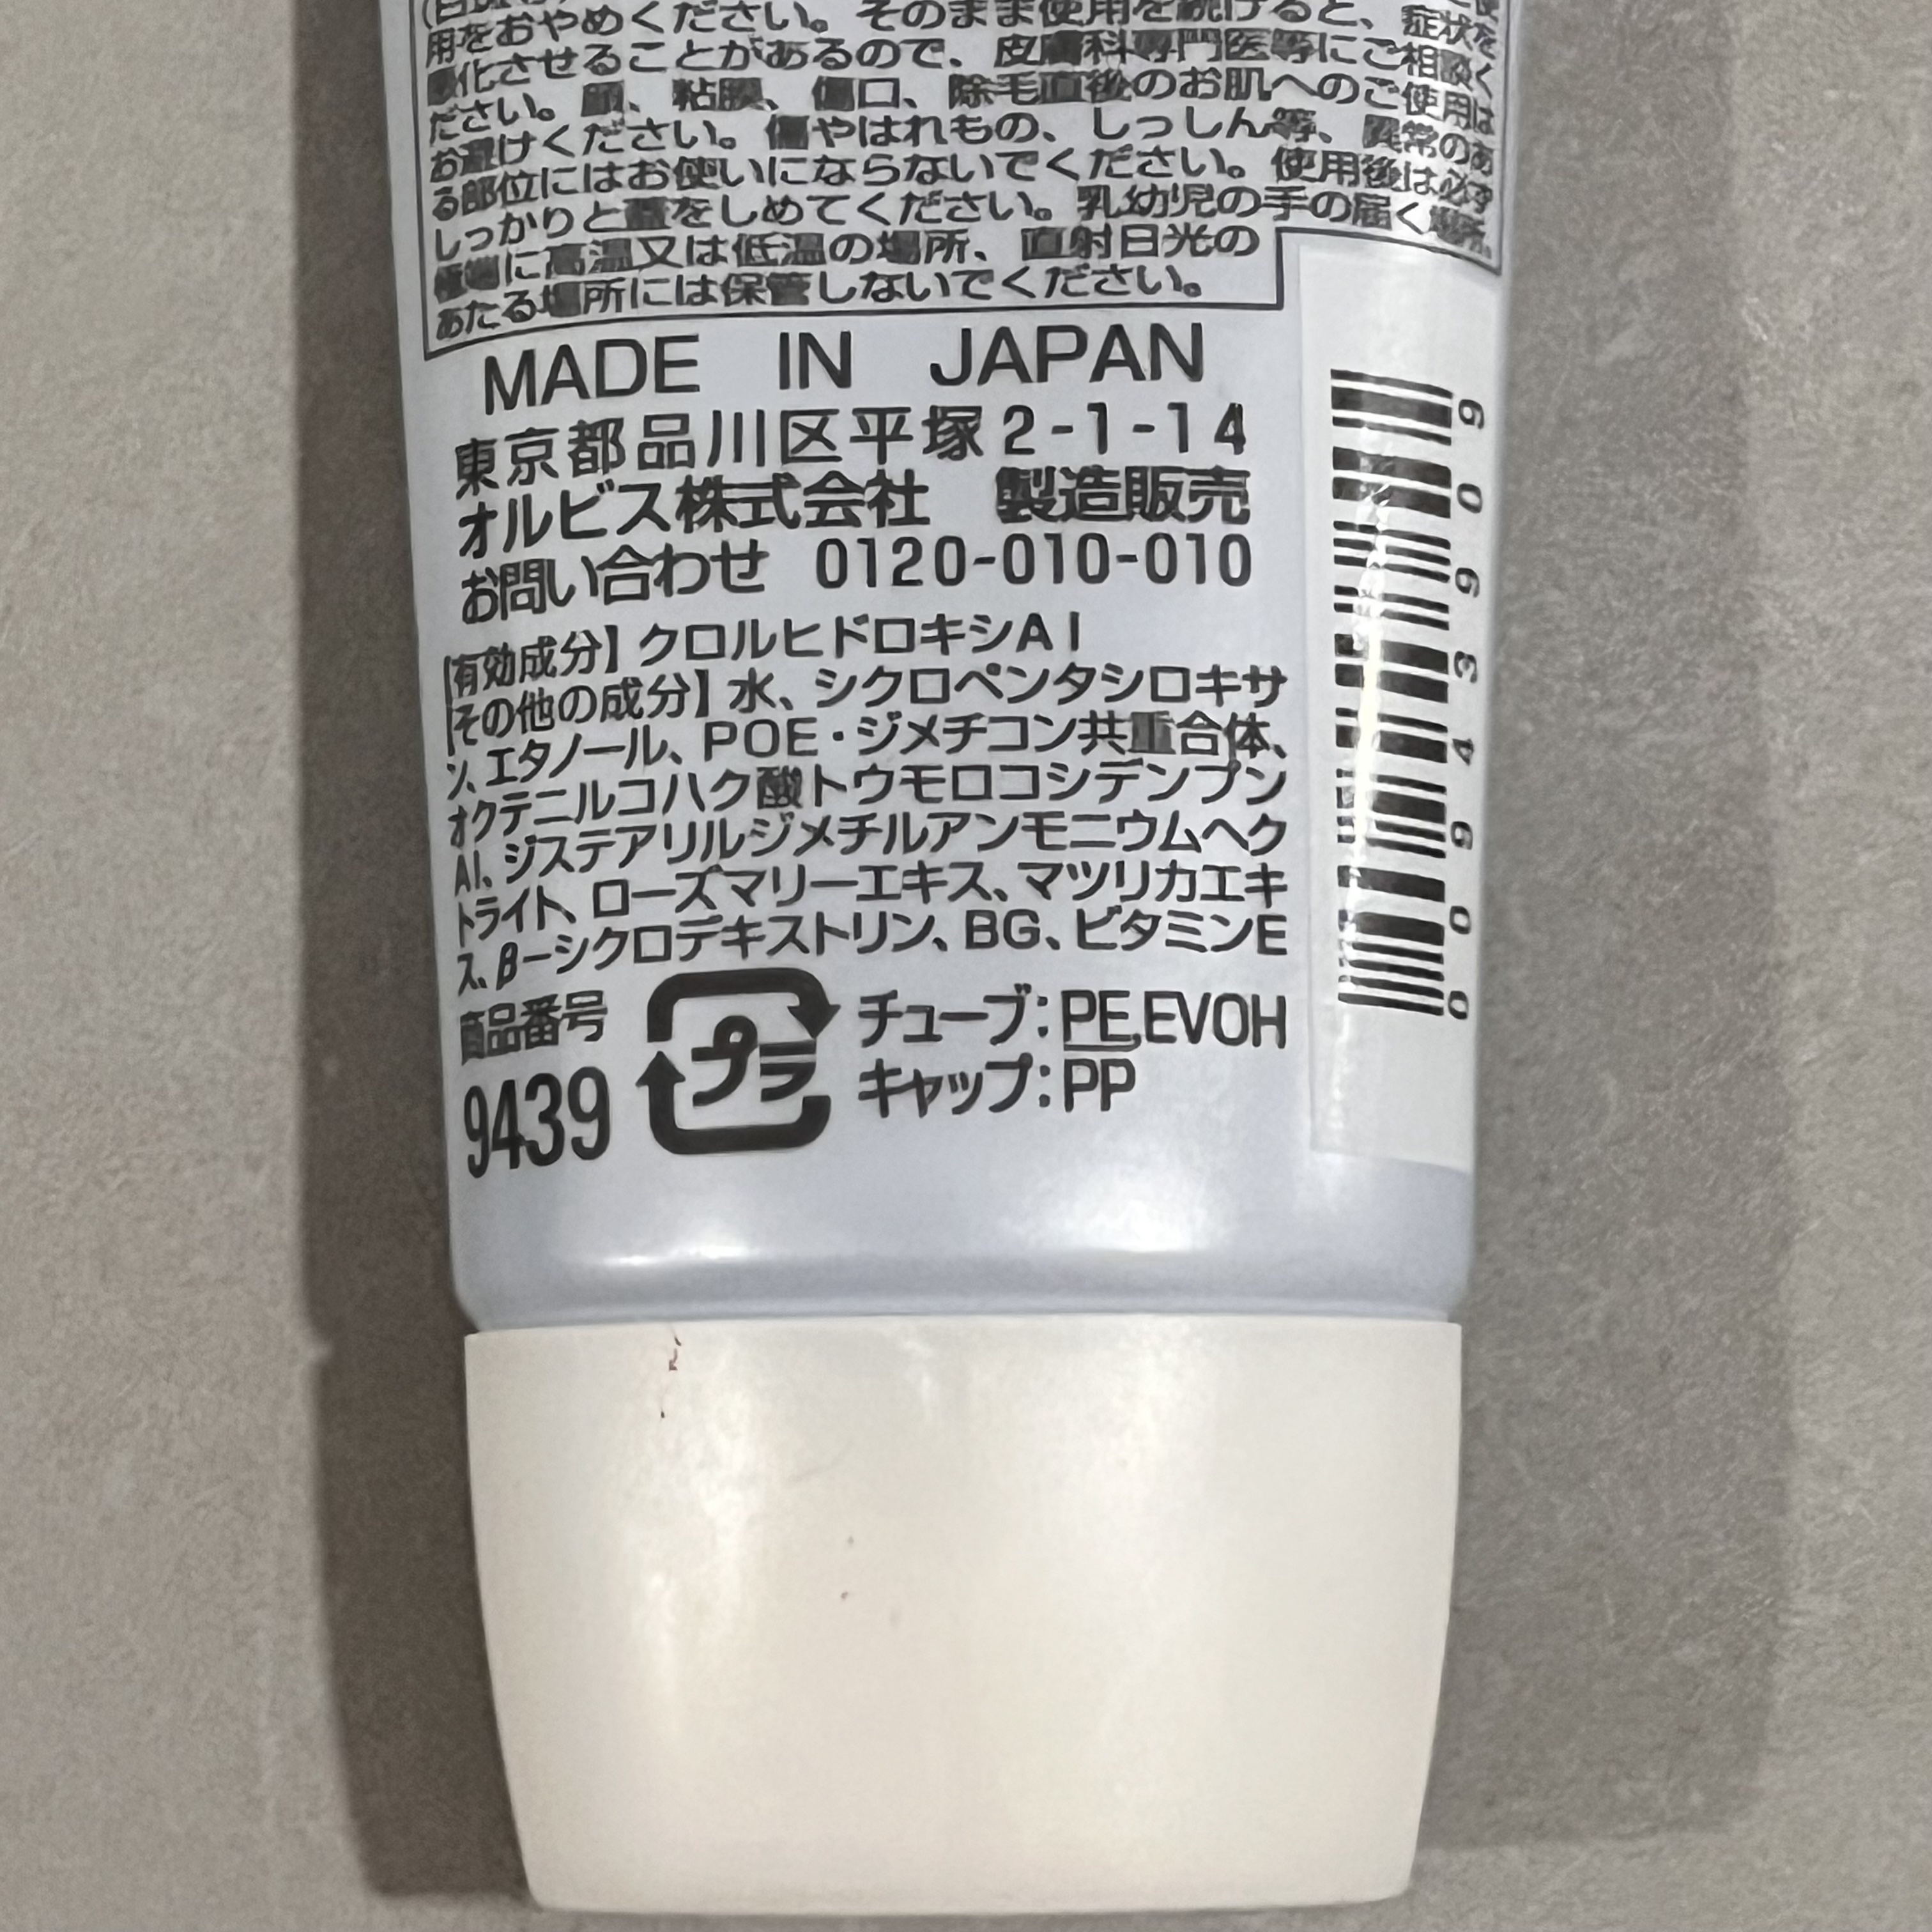 用をおやめください。そのまま使用を続けると、症状を
悪化させることがあるので、皮膚科専門医等にご相談く
ださい。顔、粘膜、傷口、除毛直後のお肌へのご使用は
お避けください。傷やはれもの、しっしん等、異常のあ
る部位にはお使いにならないでください。使用後は必ず
しっかりと蓋をしめてください。乳幼児の手の届く場所、
極端に高温又は低温の場所、直射日光の
あたる場所には保管しないでください。
MADE IN JAPAN
東京都品川区平塚2-1-14
オルビス株式会社 製造販売
お問い合わせ 0120-010-010
【有効成分】クロルヒドロキシAl
【その他の成分】水、シクロペンタシロキサ
ン、エタノール、POE・ジメチコン共重合体、
オクテニルコハク酸トウモロコシデンプン
Al、ジステアリルジメチルアンモニウムヘク
トライト、ローズマリーエキス、マツリカエキ
ス、β-シクロデキストリン、BG、ビタミンE
商品番号
9439
プラ
チューブ:PE,EVOH
キャップ:PP
0094393909